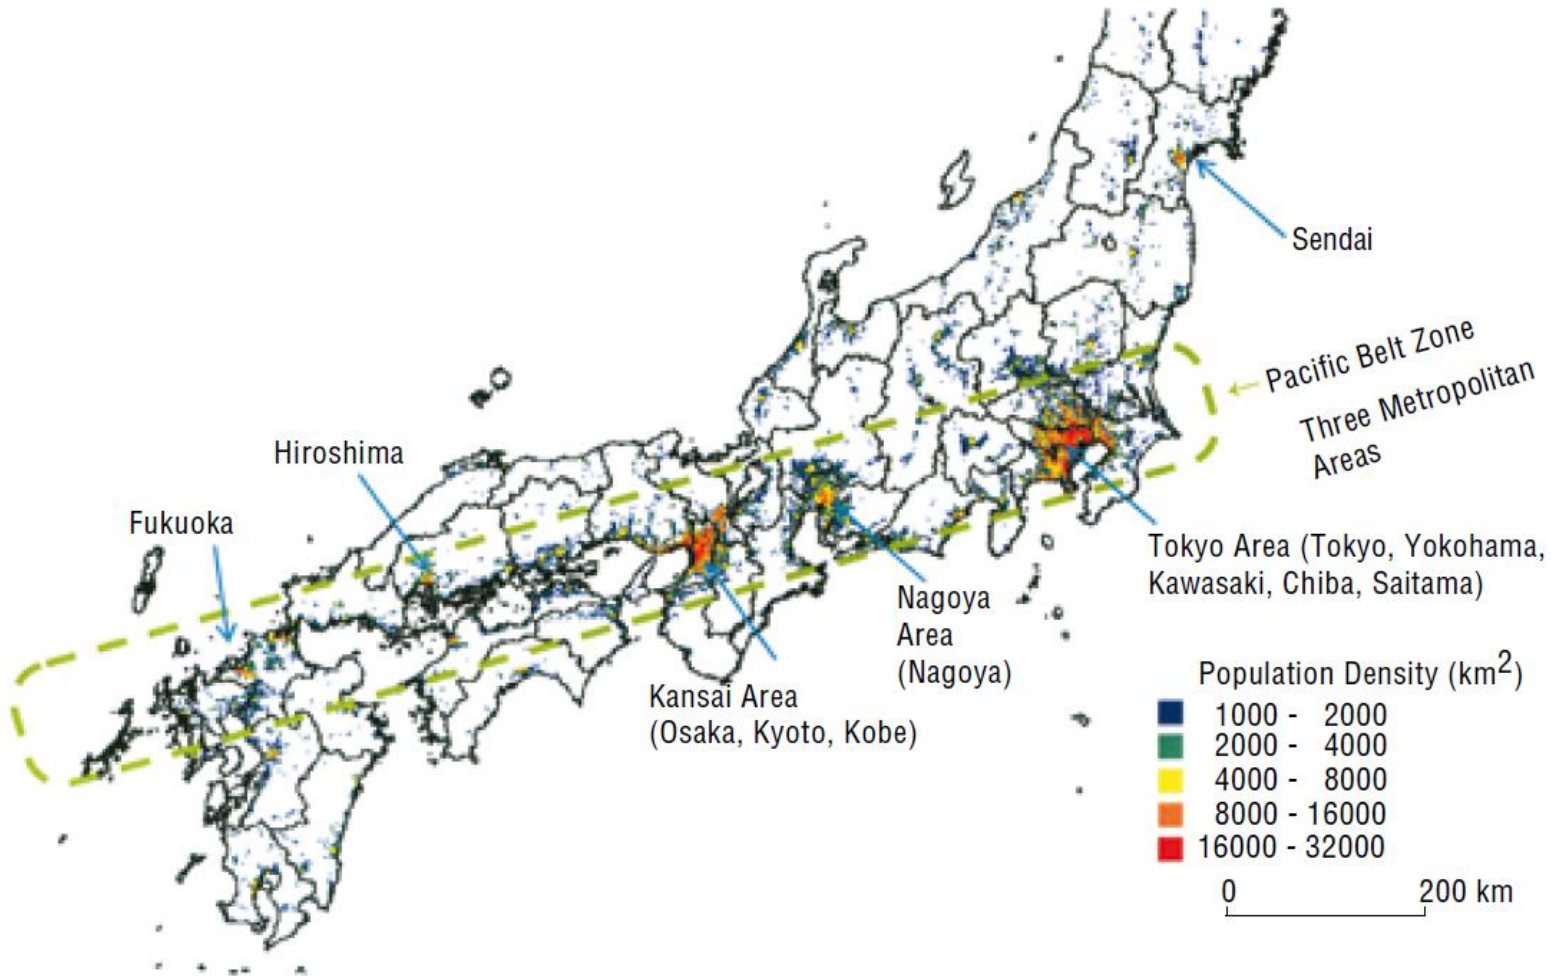 Sendai
Pacific Belt Zone
Three Metropolitan
Areas
Hiroshima
Fukuoka
Tokyo Area (Tokyo, Yokohama,
Kawasaki, Chiba, Saitama)
Nagoya
Area
(Nagoya)
Kansai Area
(Osaka, Kyoto, Kobe)
Population Density (km²)
1000 - 2000
2000 - 4000
4000 - 8000
8000 - 16000
16000 - 32000
0 200 km